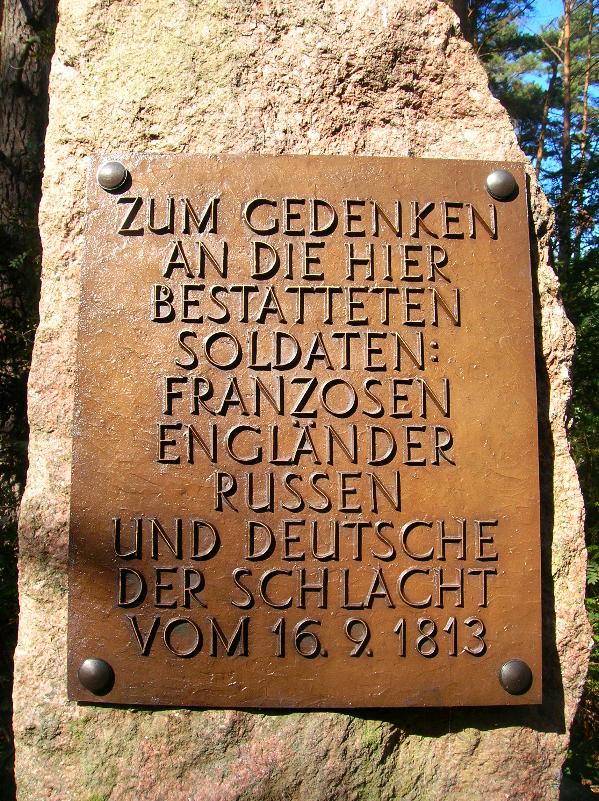 ZUM GEDENKEN
AN DIE HIER
BESTATTETEN
SOLDATEN:
FRANZOSEN
ENGLÄNDER
RUSSEN
UND DEUTSCHE
DER SCHLACHT
VOM 16. 9. 1813